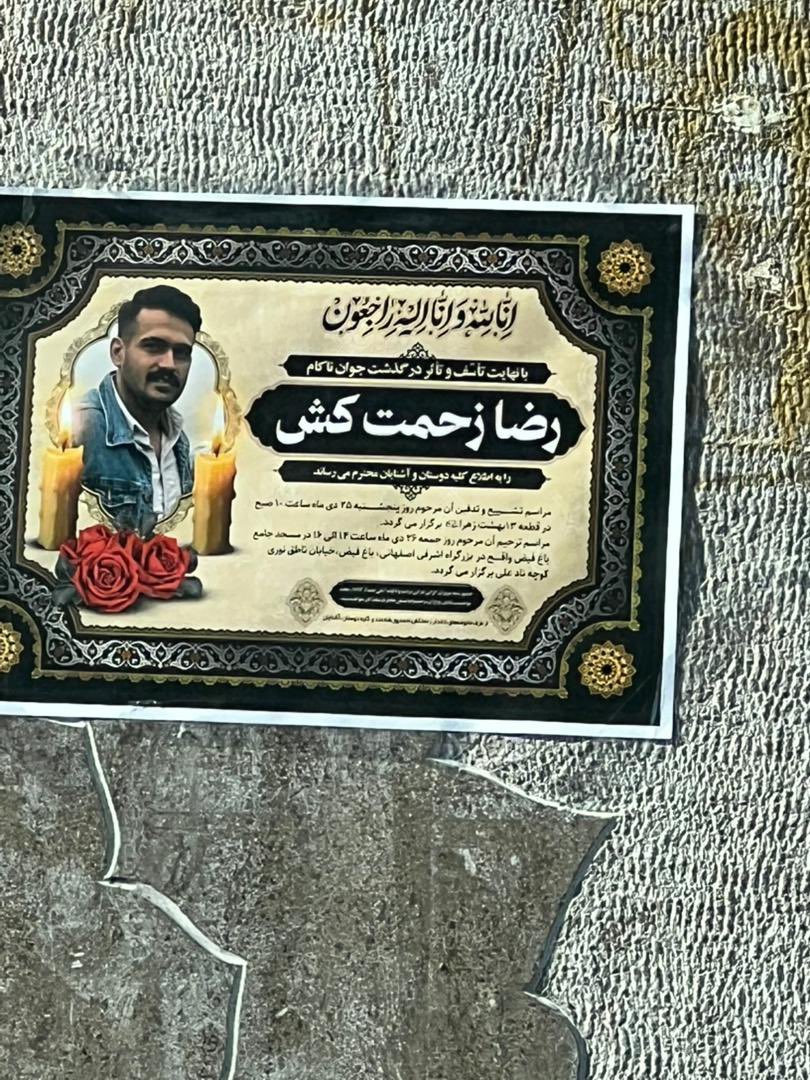 انا لله و انا الیه راجعون
با نهایت تأسف و تأثر درگذشت جوان ناکام
رضا زحمت کش
را به اطلاع کلیه دوستان و آشنایان محترم می رساند
مراسم تشییع و تدفین آن مرحوم روز پنجشنبه ۲۵ دی ماه ساعت ۱۰ صبح
در قطعه ۱۳ بهشت زهرا برگزار می گردد.
مراسم ترحیم آن مرحوم روز جمعه ۲۶ دی ماه ساعت ۱۴ الی ۱۶ در مسجد جامع
باغ فیض واقع در بزرگراه اشرفی اصفهانی، باغ فیض،خیابان ناطق نوری
کوچه ناد علی برگزار می گردد.